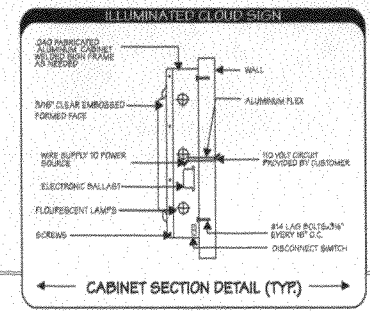 ILLUMINATED CLOUD SIGN
.040 FABRICATED
ALUMINUM CABINET
WELDED SIGN FRAME
AS NEEDED
WALL
3/16" CLEAR EMBOSSED
FORMED FACE
ALUMINUM FLEX
WIRE SUPPLY TO POWER
SOURCE
110 VOLT CIRCUIT
PROVIDED BY CUSTOMER
ELECTRONIC BALLAST
FLOURESCENT LAMPS
#14 LAG BOLTS
EVERY 16" O.C.
SCREWS
DISCONNECT SWITCH
CABINET SECTION DETAIL (TYP.)